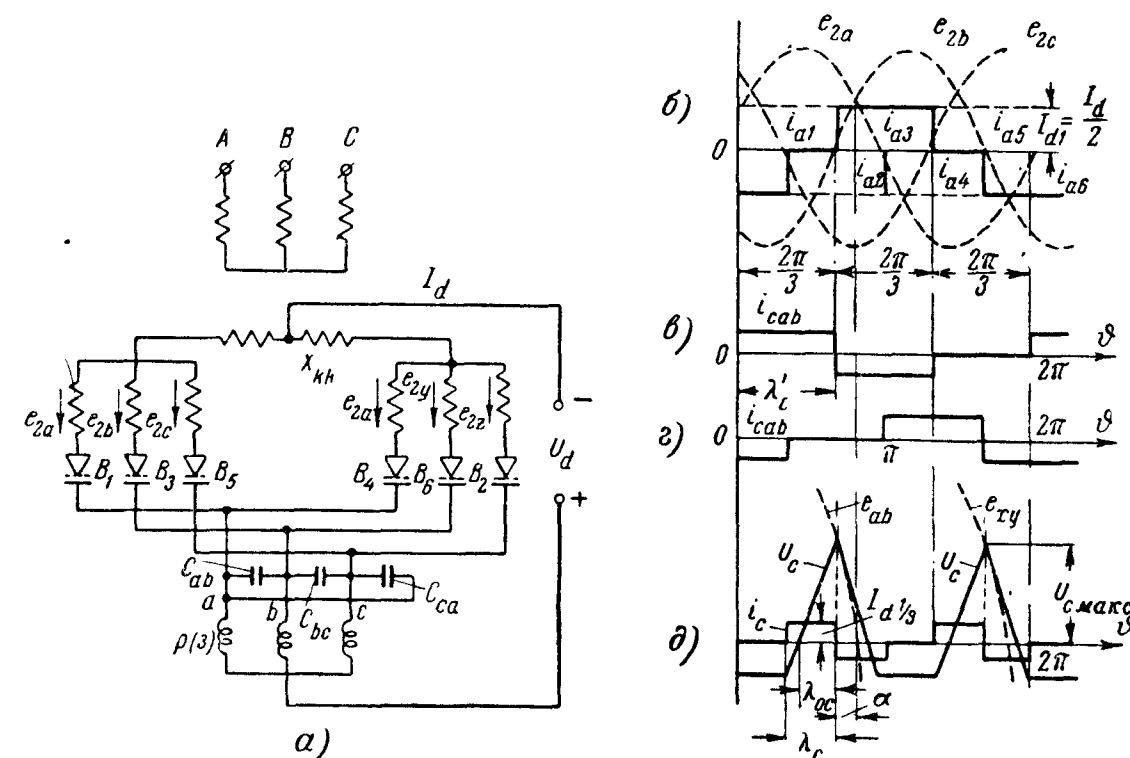 A B C
I_d
X_kh
e_2a e_2b e_2c
e_2a e_2y e_2z
B_1 B_3 B_5
B_4 B_6 B_2
−
U_d
+
C_ab
C_bc
C_ca
a b c
P(3)
а)
e_2a e_2b e_2c
б)
0
i_a1 i_a3 i_a5
i_a2 i_a4 i_a6
I_d1 = I_d/2
2π/3 2π/3 2π/3
в)
i_cab
0
ϑ
2π
λ'_c
г)
i_cab
0
π
2π
ϑ
д)
e_ab
e_xy
U_c
U_c
U_c макс
i_c
I_d 1/3
ϑ
2π
λ_oc
α
λ_c